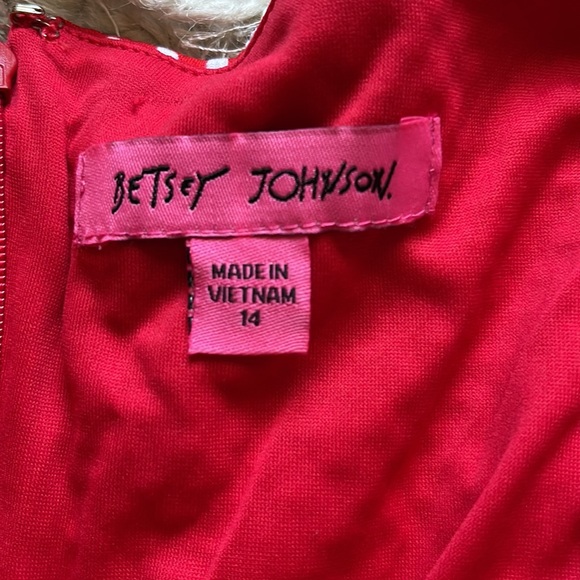 BETSEY JOHNSON.
MADE IN
VIETNAM
14